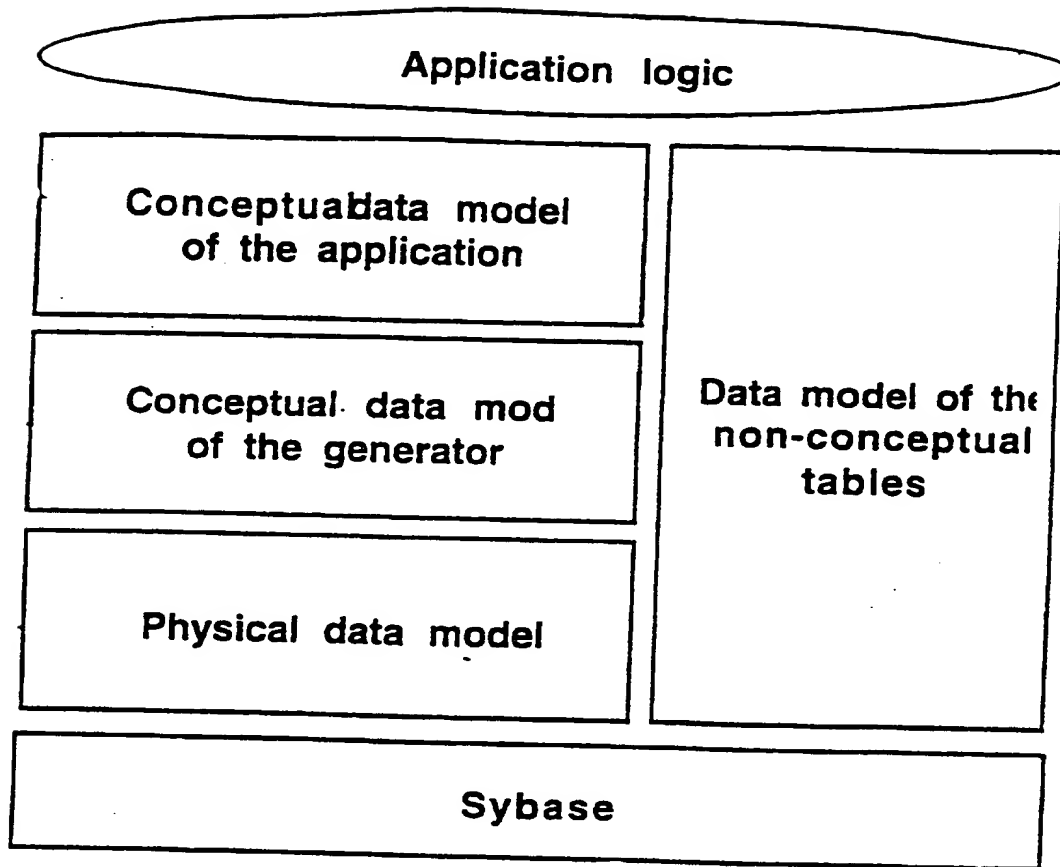 Application logic
Conceptualdata model
of the application
Conceptual data mod
of the generator
Physical data model
Data model of the
non-conceptual
tables
Sybase